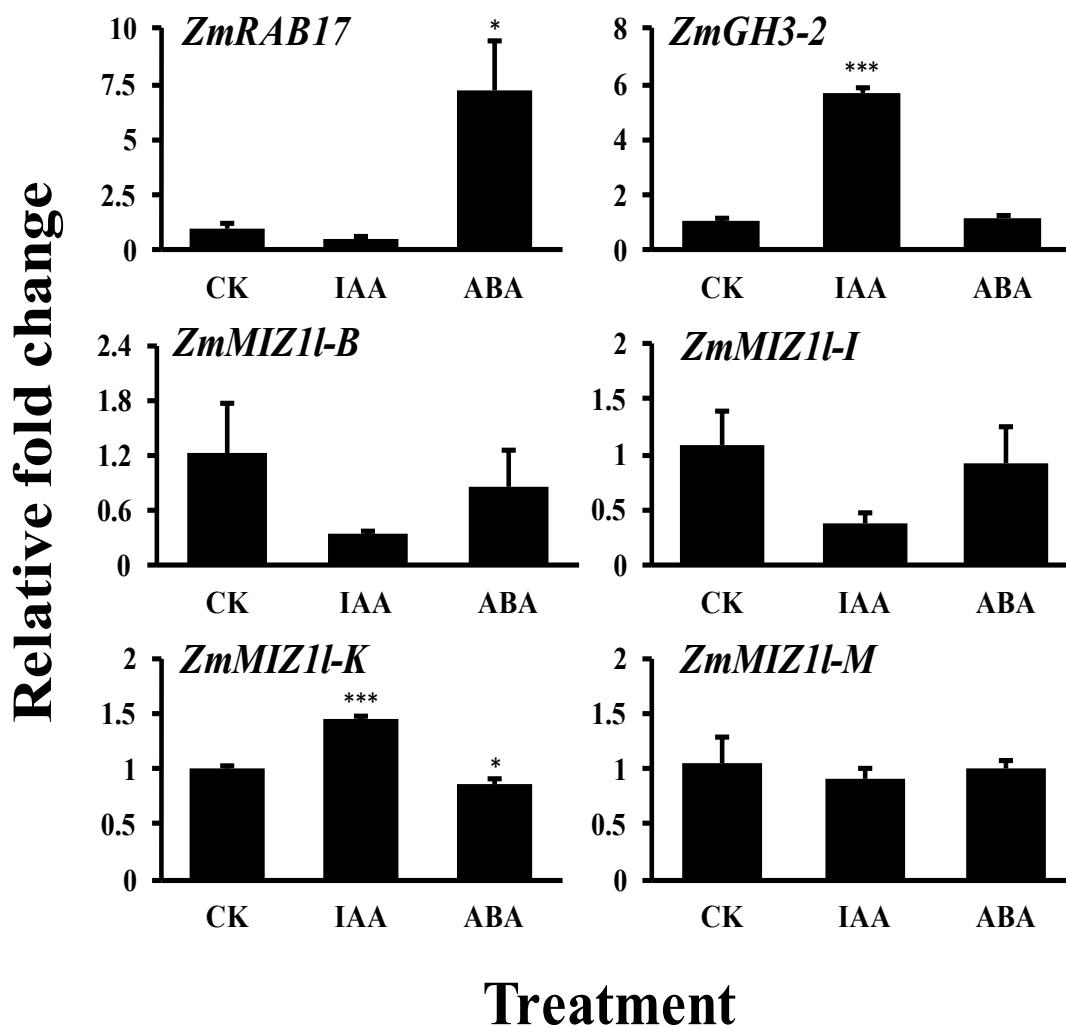 Relative fold change
ZmRAB17
10
7.5
5
2.5
0
*
CK IAA ABA
ZmGH3-2
8
6
4
2
0
***
CK IAA ABA
ZmMIZ1l-B
2.4
1.8
1.2
0.6
0
CK IAA ABA
ZmMIZ1l-I
2
1.5
1
0.5
0
CK IAA ABA
ZmMIZ1l-K
2
1.5
1
0.5
0
***
*
CK IAA ABA
ZmMIZ1l-M
2
1.5
1
0.5
0
CK IAA ABA
Treatment